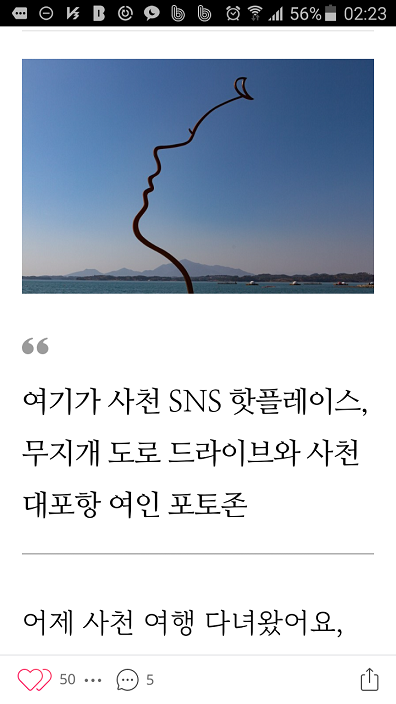 56% 02:23
여기가 사천 SNS 핫플레이스,
무지개 도로 드라이브와 사천
대포항 여인 포토존
어제 사천 여행 다녀왔어요,
50
5